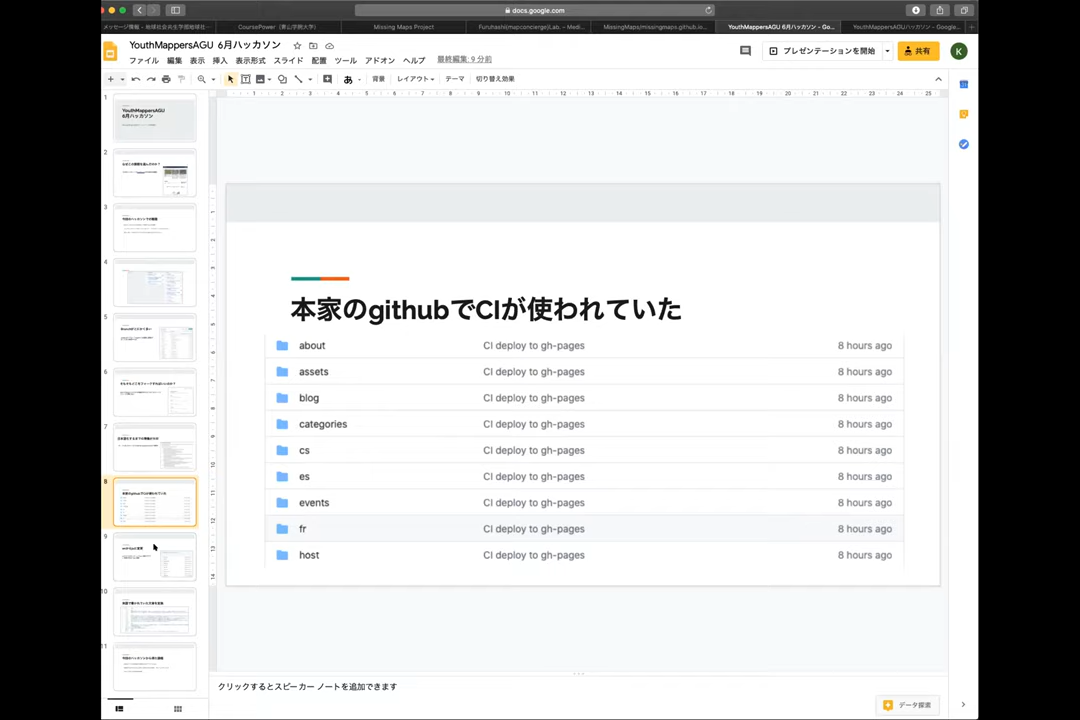 docs.google.com
メッセージ情報 - 地球社会共生学部地球社...
CoursePower（青山学院大学）
Missing Maps Project
Furuhashi(mapconcierge)Lab. – Medi...
MissingMaps/missingmaps.github.io...
YouthMappersAGU 6月ハッカソン - Go...
YouthMapAGUハッカソン - Google...
YouthMappersAGU 6月ハッカソン
ファイル 編集 表示 挿入 表示形式 スライド 配置 ツール アドオン ヘルプ 最終編集: 9 分前
プレゼンテーションを開始
共有
K
背景 レイアウト テーマ 切り替え効果
1
YouthMappersAGU
6月ハッカソン
2
3
4
5
6
7
8
9
10
11
本家のgithubでCIが使われていた
about CI deploy to gh-pages 8 hours ago
assets CI deploy to gh-pages 8 hours ago
blog CI deploy to gh-pages 8 hours ago
categories CI deploy to gh-pages 8 hours ago
cs CI deploy to gh-pages 8 hours ago
es CI deploy to gh-pages 8 hours ago
events CI deploy to gh-pages 8 hours ago
fr CI deploy to gh-pages 8 hours ago
host CI deploy to gh-pages 8 hours ago
クリックするとスピーカー ノートを追加できます
データ探索